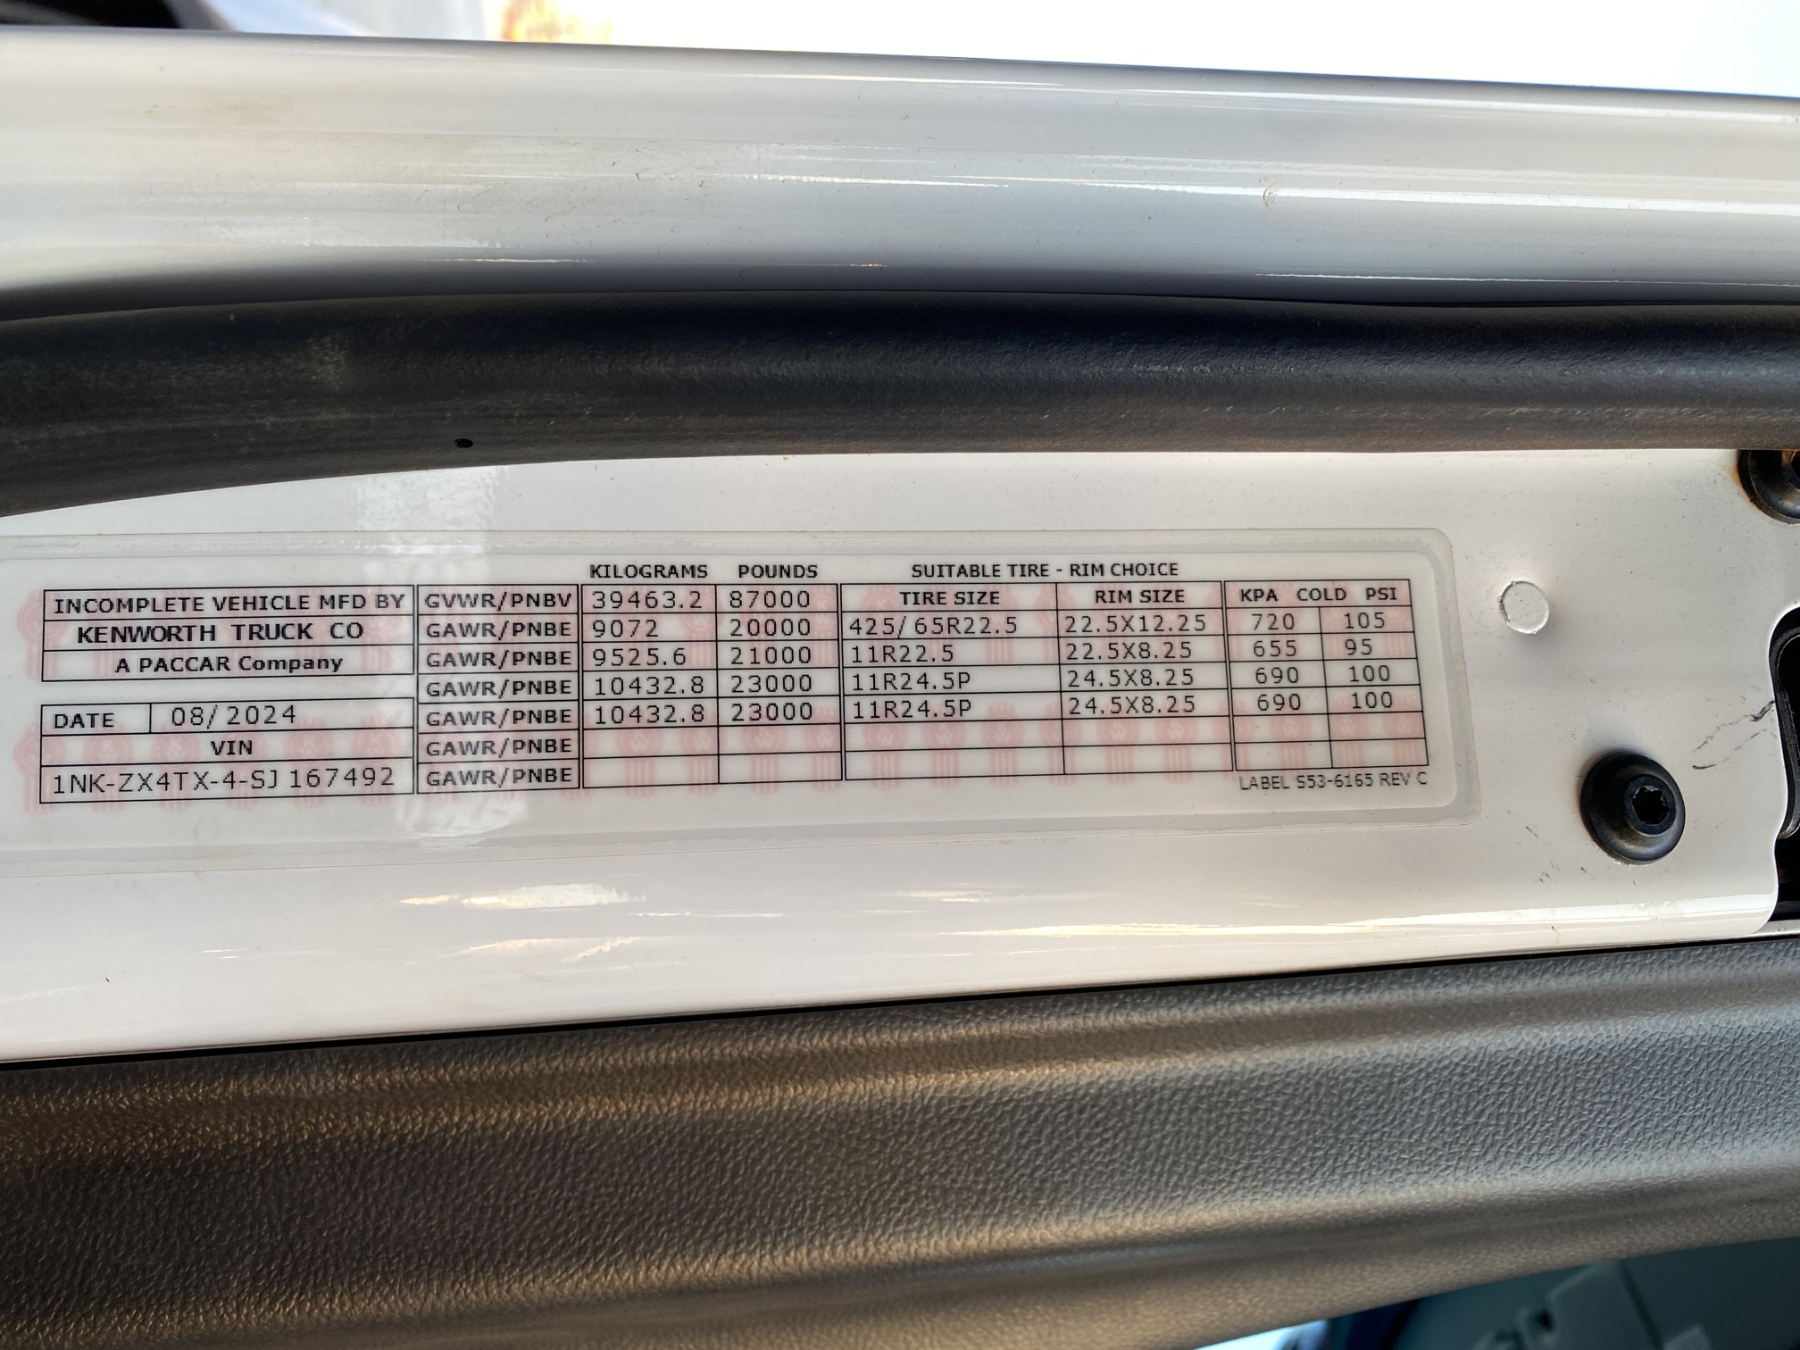 KILOGRAMS POUNDS SUITABLE TIRE - RIM CHOICE
INCOMPLETE VEHICLE MFD BY GVWR/PNBV 39463.2 87000 TIRE SIZE RIM SIZE KPA COLD PSI
KENWORTH TRUCK CO GAWR/PNBE 9072 20000 425/65R22.5 22.5X12.25 720 105
A PACCAR Company GAWR/PNBE 9525.6 21000 11R22.5 22.5X8.25 655 95
GAWR/PNBE 10432.8 23000 11R24.5P 24.5X8.25 690 100
DATE 08/2024 GAWR/PNBE 10432.8 23000 11R24.5P 24.5X8.25 690 100
VIN GAWR/PNBE
1NK-ZX4TX-4-SJ167492 GAWR/PNBE
LABEL S53-6165 REV C